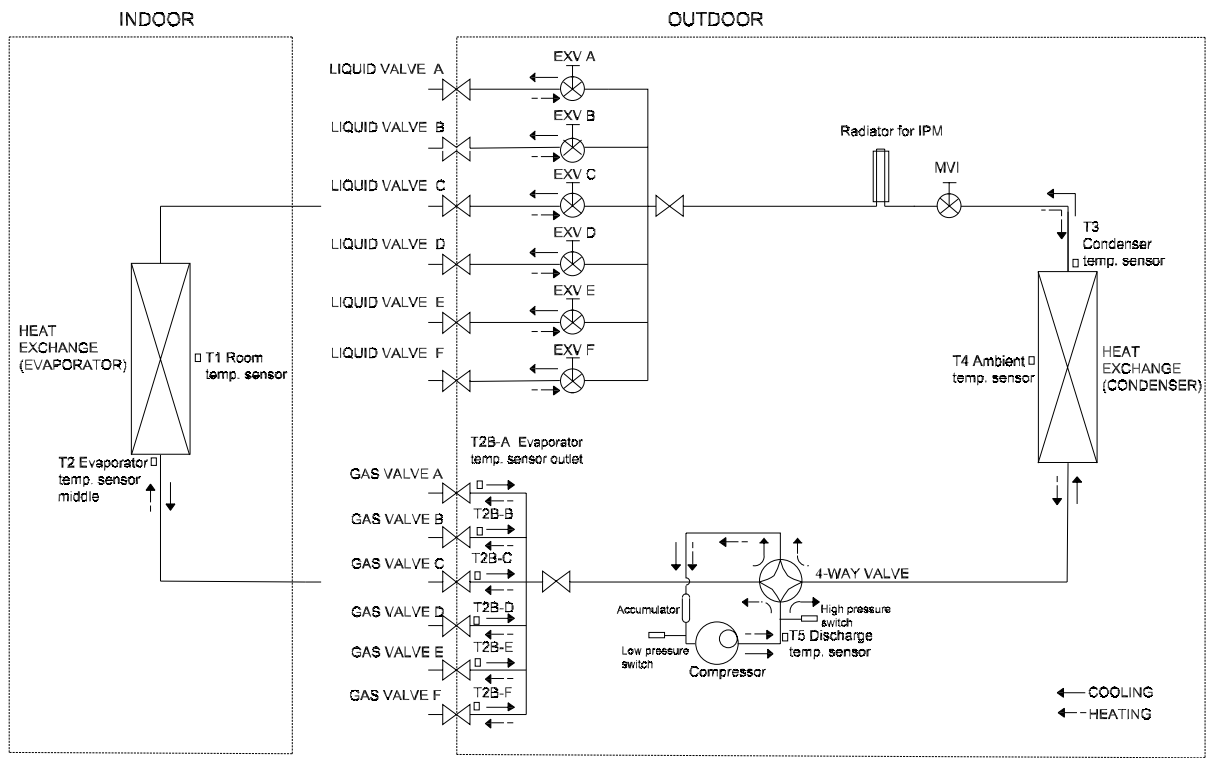 INDOOR
OUTDOOR
LIQUID VALVE A
EXV A
LIQUID VALVE B
EXV B
LIQUID VALVE C
EXV C
LIQUID VALVE D
EXV D
LIQUID VALVE E
EXV E
LIQUID VALVE F
EXV F
Radiator for IPM
MVI
T3
Condenser
temp. sensor
HEAT
EXCHANGE
(EVAPORATOR)
T1 Room
temp. sensor
T4 Ambient
temp. sensor
HEAT
EXCHANGE
(CONDENSER)
T2 Evaporator
temp. sensor
middle
T2B-A Evaporator
temp. sensor outlet
GAS VALVE A
GAS VALVE B
T2B-B
GAS VALVE C
T2B-C
GAS VALVE D
T2B-D
GAS VALVE E
T2B-E
GAS VALVE F
T2B-F
4-WAY VALVE
Accumulator
High pressure
switch
Low pressure
switch
T5 Discharge
temp. sensor
Compressor
COOLING
HEATING